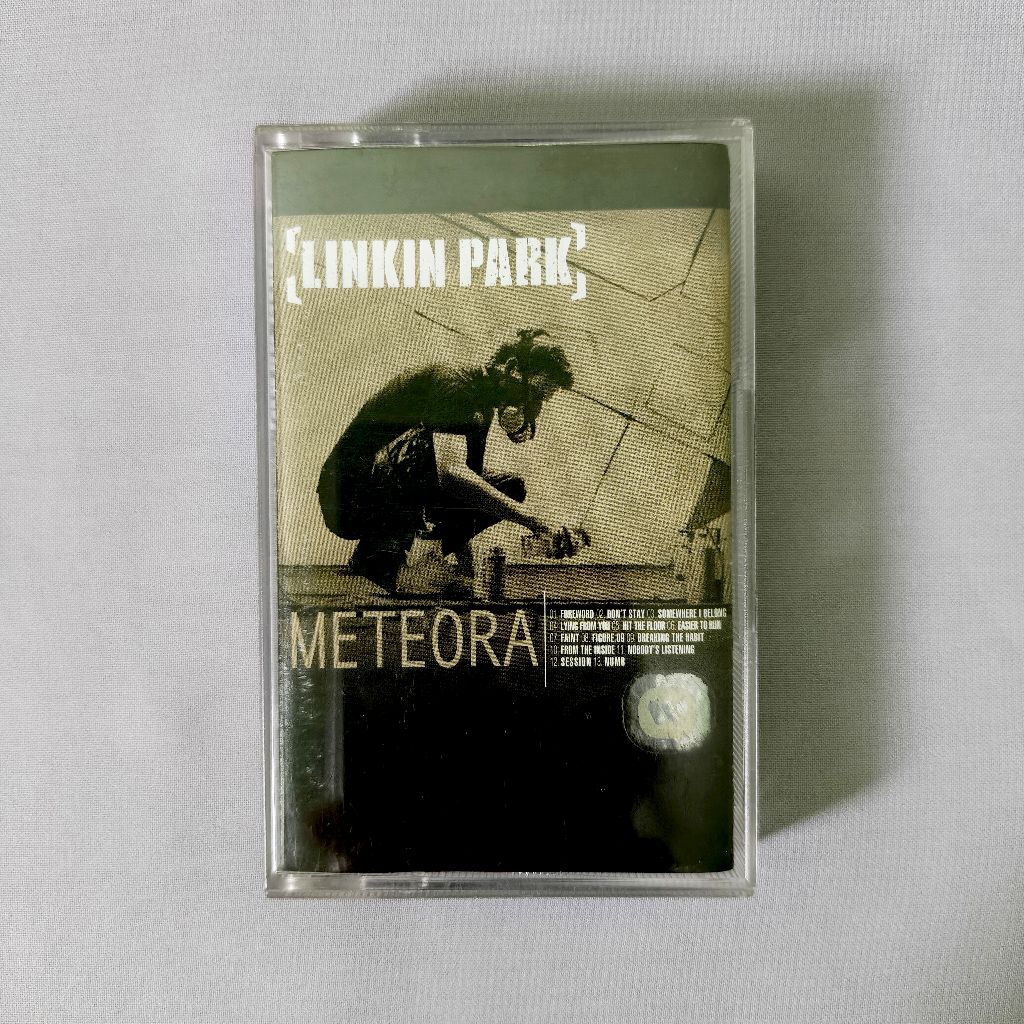 [LINKIN PARK]
METEORA
01. FOREWORD 02. DON'T STAY 03. SOMEWHERE I BELONG
04. LYING FROM YOU 05. HIT THE FLOOR 06. EASIER TO RUN
07. FAINT 08. FIGURE.09 09. BREAKING THE HABIT
10. FROM THE INSIDE 11. NOBODY'S LISTENING
12. SESSION 13. NUMB